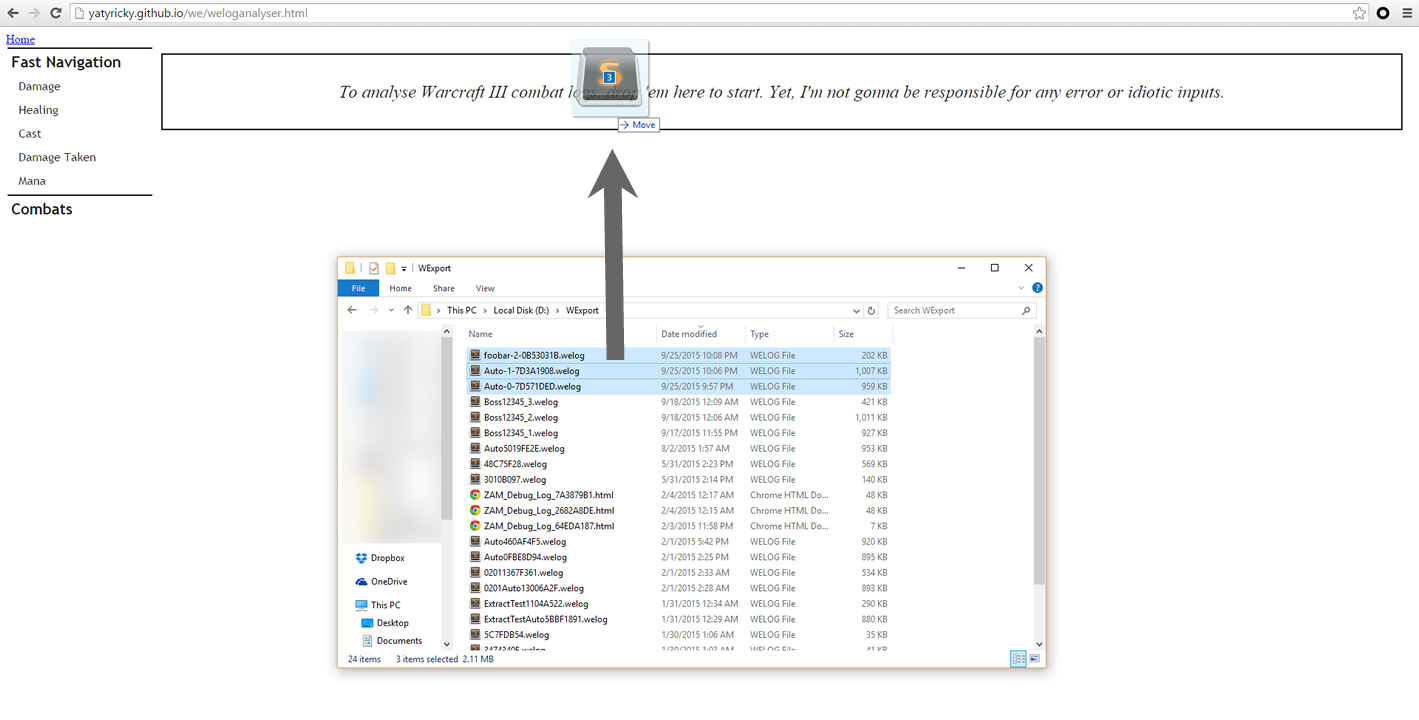 yatyricky.github.io/we/weloganalyser.html
Home
Fast Navigation
Damage
Healing
Cast
Damage Taken
Mana
Combats
To analyse Warcraft III combat logs, drop 'em here to start. Yet, I'm not gonna be responsible for any error or idiotic inputs.
S
3
Move
WExport
File Home Share View
This PC Local Disk (D:) WExport
Search WExport
Name Date modified Type Size
foobar-2-0B53031B.welog 9/25/2015 10:08 PM WELOG File 202 KB
Auto-1-7D3A1908.welog 9/25/2015 10:06 PM WELOG File 1,007 KB
Auto-0-7D571DED.welog 9/25/2015 9:57 PM WELOG File 959 KB
Boss12345_3.welog 9/18/2015 12:09 AM WELOG File 421 KB
Boss12345_2.welog 9/18/2015 12:06 AM WELOG File 1,011 KB
Boss12345_1.welog 9/17/2015 11:55 PM WELOG File 927 KB
Auto5019FE2E.welog 8/2/2015 1:57 AM WELOG File 953 KB
48C75F28.welog 5/31/2015 2:23 PM WELOG File 569 KB
3010B097.welog 5/31/2015 2:14 PM WELOG File 140 KB
ZAM_Debug_Log_7A3879B1.html 2/4/2015 12:17 AM Chrome HTML Do... 48 KB
ZAM_Debug_Log_2682A8DE.html 2/4/2015 12:15 AM Chrome HTML Do... 48 KB
ZAM_Debug_Log_64EDA187.html 2/3/2015 11:58 PM Chrome HTML Do... 7 KB
Auto460AF4F5.welog 2/1/2015 5:42 PM WELOG File 920 KB
Auto0FBE8D94.welog 2/1/2015 2:25 PM WELOG File 895 KB
02011367F361.welog 2/1/2015 2:33 AM WELOG File 534 KB
0201Auto13006A2F.welog 2/1/2015 2:28 AM WELOG File 893 KB
ExtractTest1104A522.welog 1/31/2015 12:34 AM WELOG File 290 KB
ExtractTestAuto5BBF1891.welog 1/31/2015 12:29 AM WELOG File 880 KB
5C7FDB54.welog 1/30/2015 1:06 AM WELOG File 35 KB
Dropbox
OneDrive
This PC
Desktop
Documents
24 items 3 items selected 2.11 MB